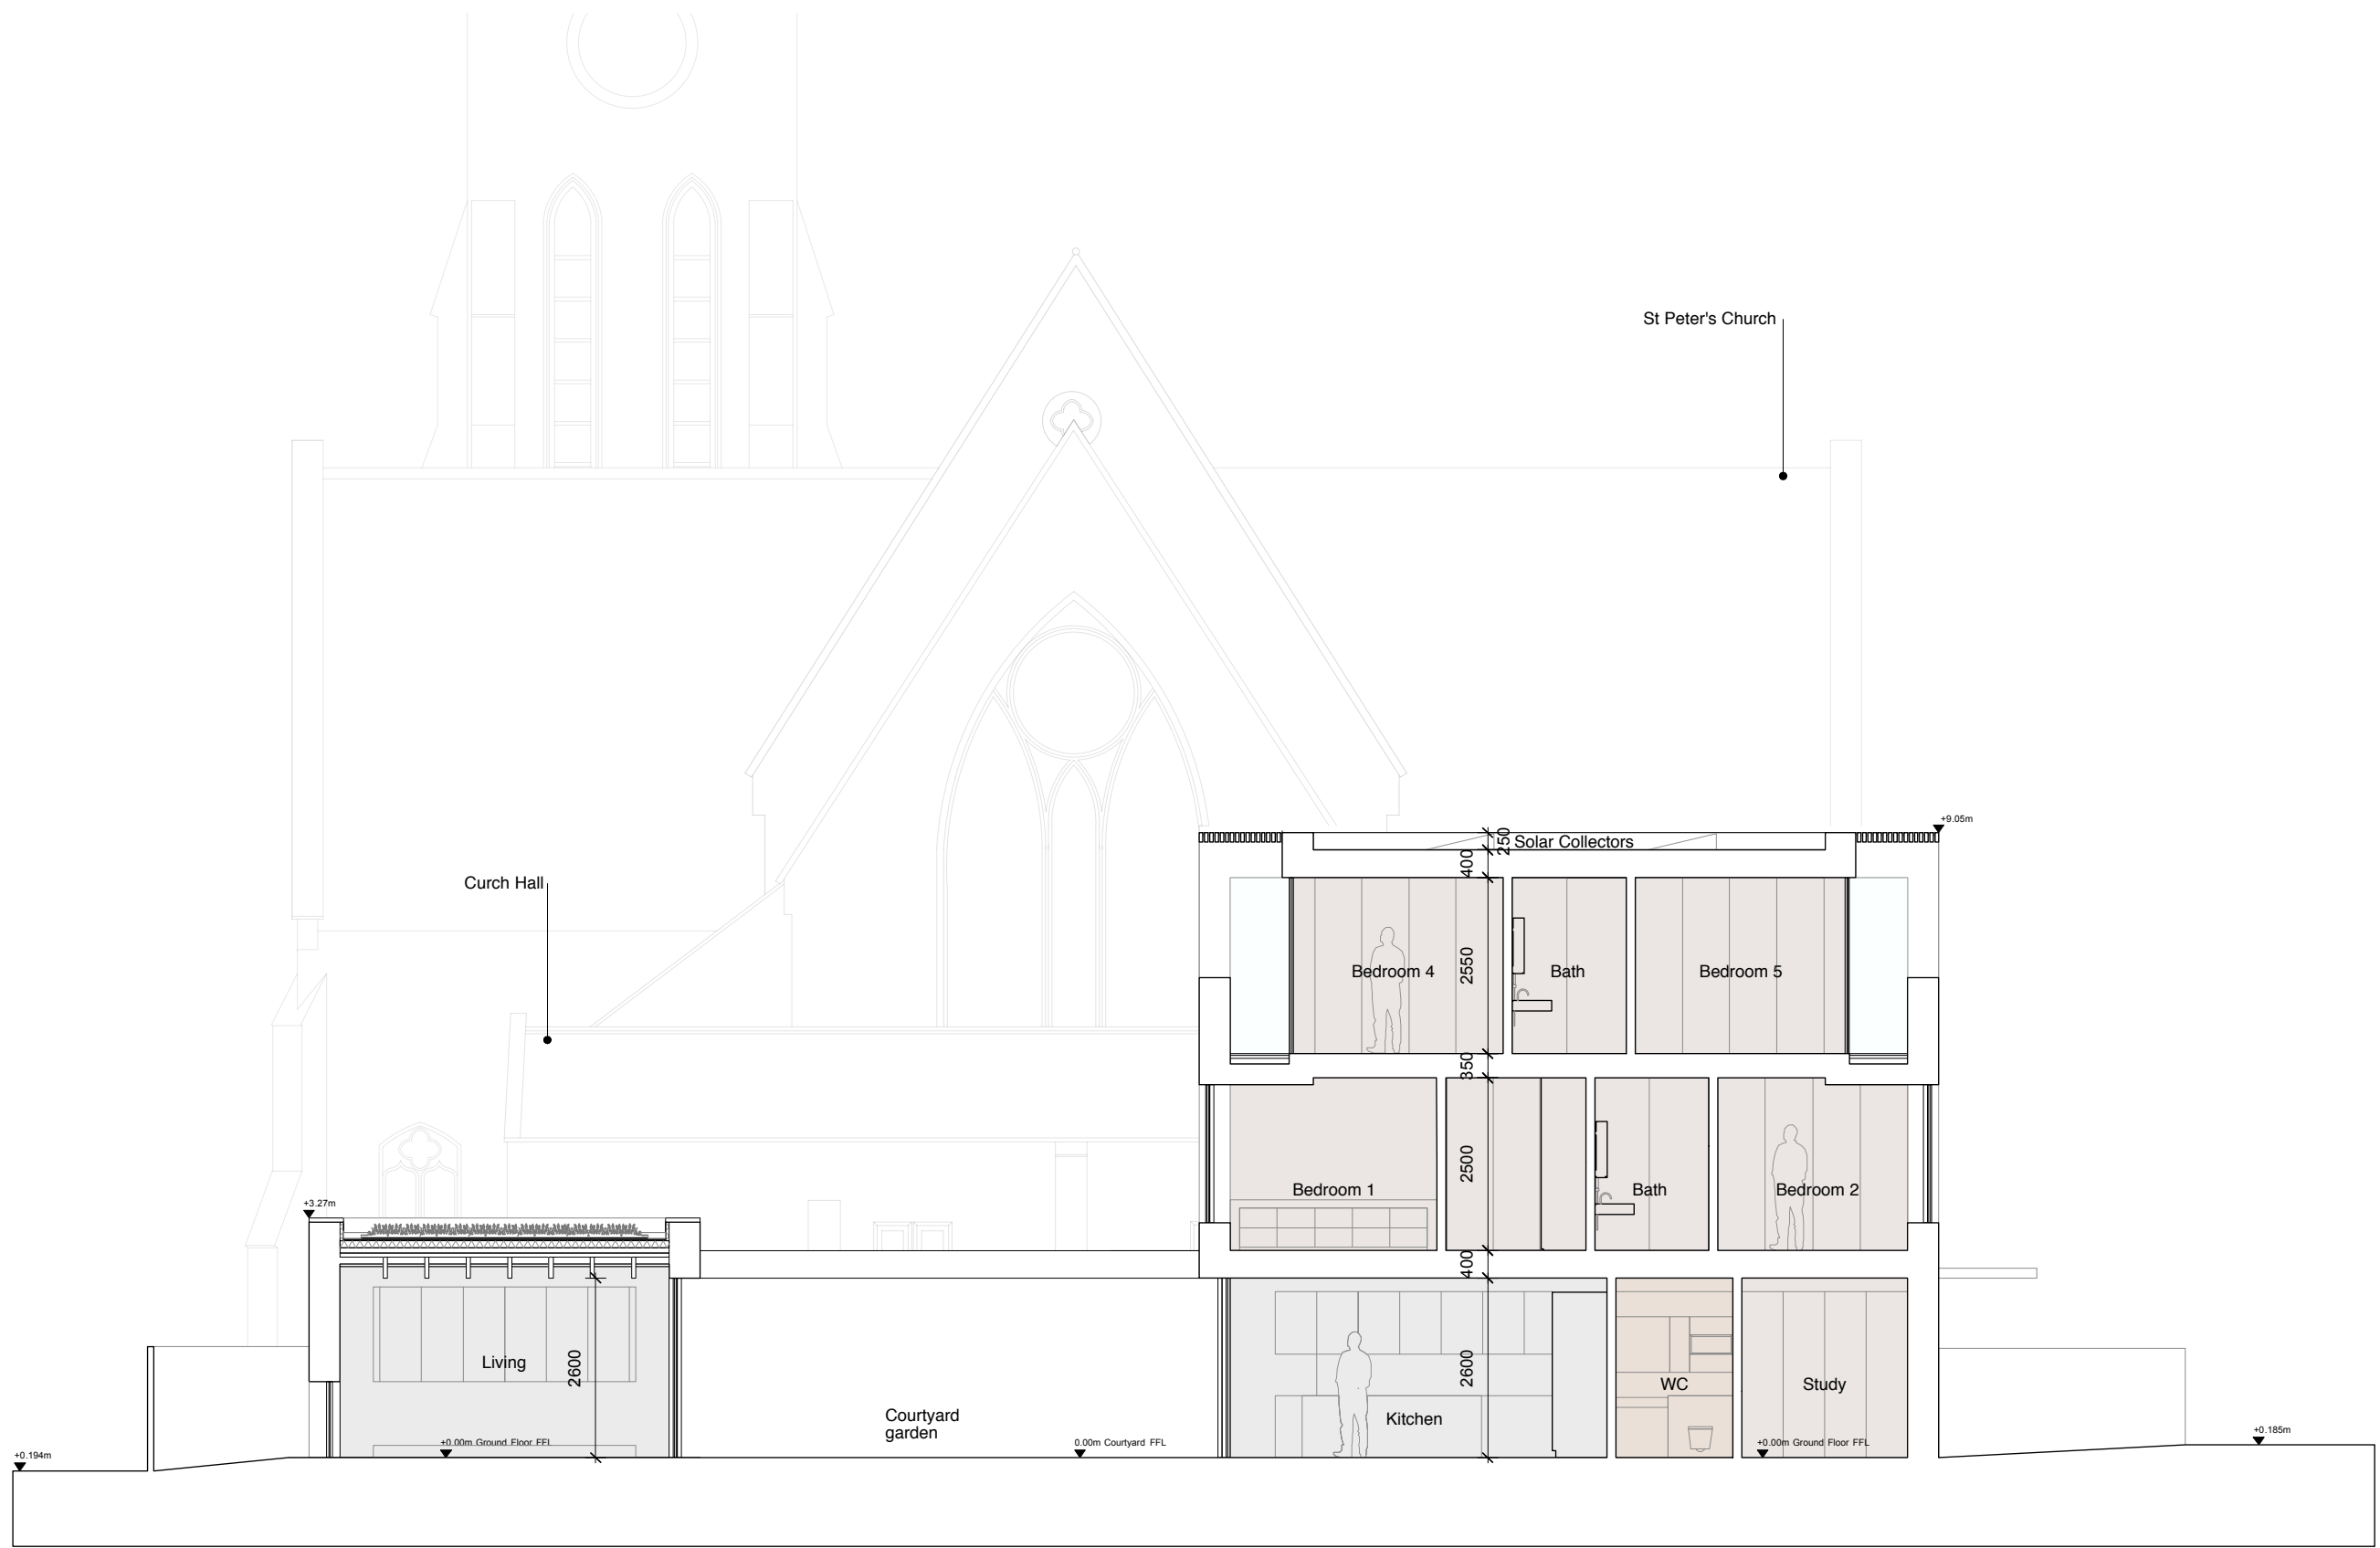 St Peter's Church
+9.05m
250
Solar Collectors
400
Curch Hall
2550
Bedroom 4
Bath
Bedroom 5
350
2500
Bedroom 1
Bath
Bedroom 2
+3.27m
400
Living
2600
2600
WC
Study
Courtyard
garden
Kitchen
+0.194m
+0.00m Ground Floor FFL
0.00m Courtyard FFL
+0.00m Ground Floor FFL
+0.185m